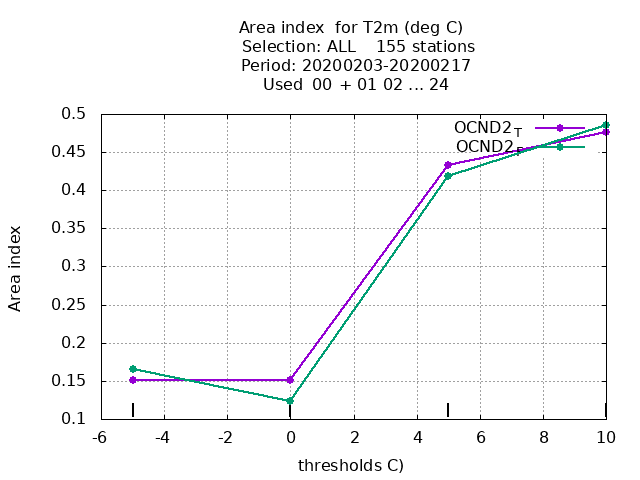 Area index  for T2m (deg C)
Selection: ALL    155 stations
Period: 20200203-20200217
Used  00 + 01 02 ... 24
0.5
0.45
0.4
0.35
0.3
0.25
0.2
0.15
0.1
Area index
OCND2T
OCND2
-6 -4 -2 0 2 4 6 8 10
thresholds C)